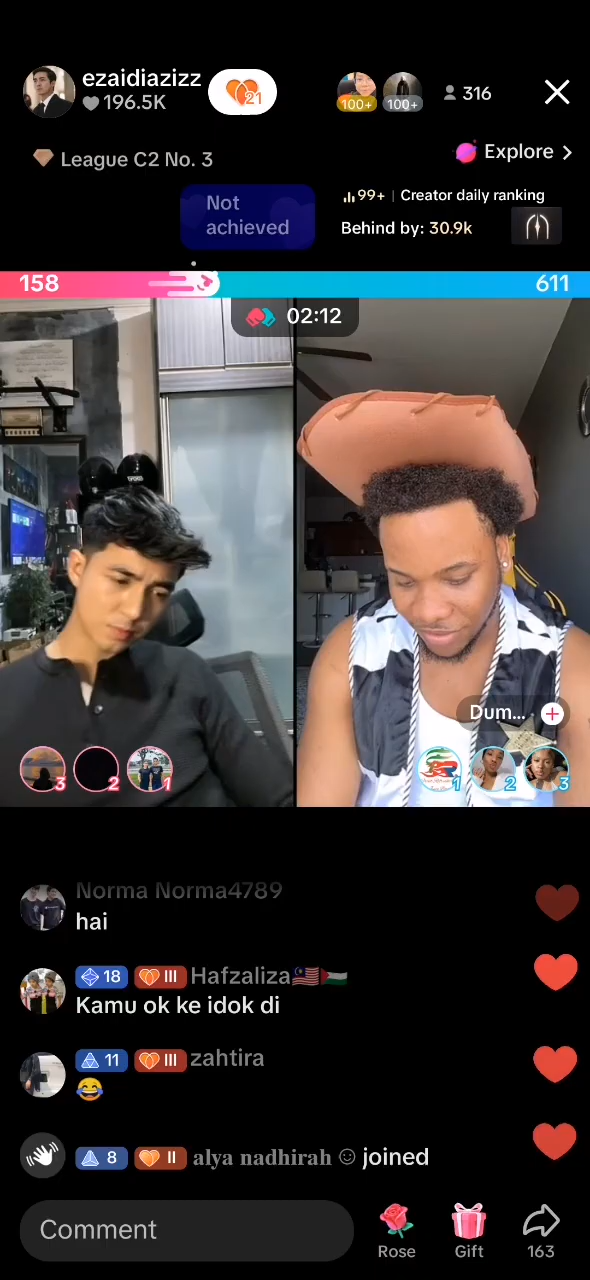 ezaidiazizz
196.5K
21
100+
100+
316
League C2 No. 3
Explore
Not
achieved
99+ | Creator daily ranking
Behind by: 30.9k
158
611
02:12
Dum...
3
2
1
1
2
3
Norma Norma4789
hai
18 III Hafzaliza🇲🇾🇵🇸
Kamu ok ke idok di
11 III zahtira
😂
8 II alya nadhirah ☺ joined
Comment
Rose
Gift
163